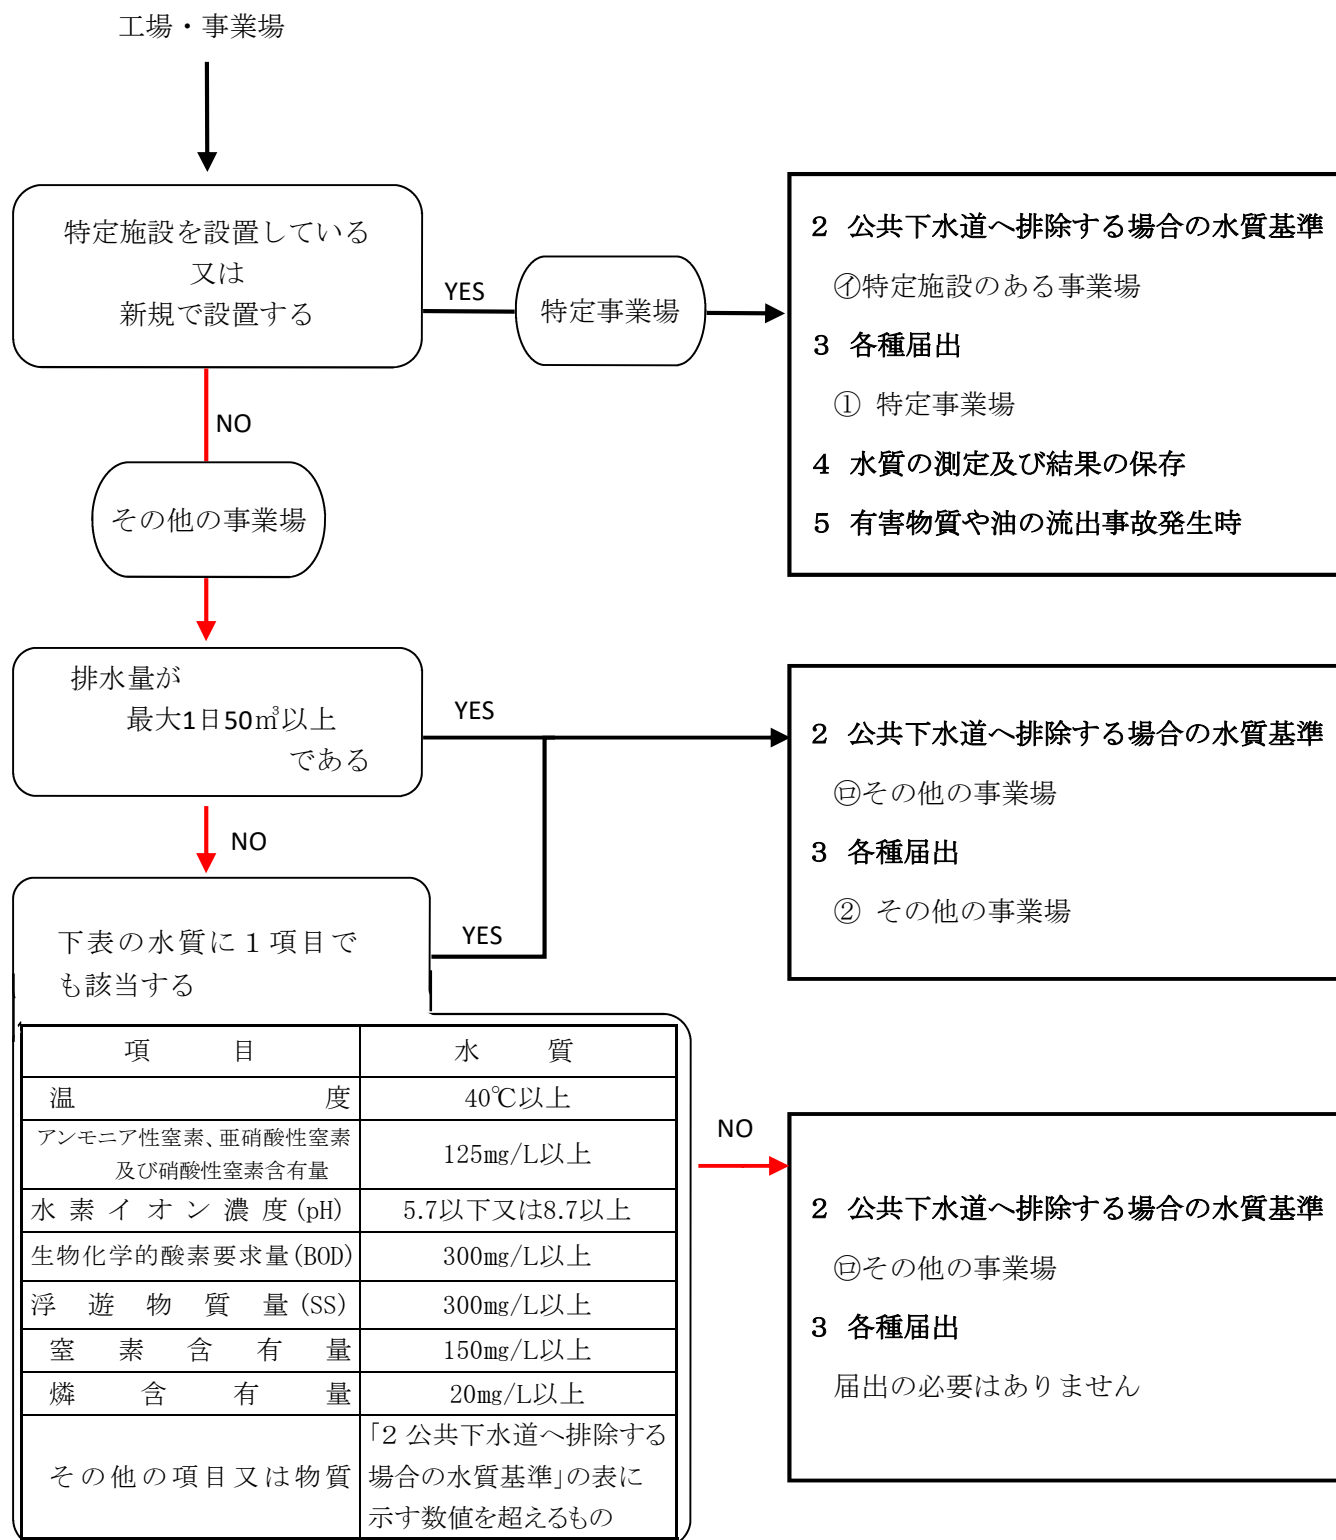 工場・事業場
特定施設を設置している
又は
新規で設置する
YES
特定事業場
2 公共下水道へ排除する場合の水質基準
㋑特定施設のある事業場
3 各種届出
① 特定事業場
4 水質の測定及び結果の保存
5 有害物質や油の流出事故発生時
NO
その他の事業場
排水量が
最大1日50㎥以上
である
YES
2 公共下水道へ排除する場合の水質基準
㋺その他の事業場
3 各種届出
② その他の事業場
NO
下表の水質に1項目で
も該当する
YES
項目 水質
温度 40℃以上
アンモニア性窒素、亜硝酸性窒素
及び硝酸性窒素含有量 125mg/L以上
水素イオン濃度(pH) 5.7以下又は8.7以上
生物化学的酸素要求量(BOD) 300mg/L以上
浮遊物質量(SS) 300mg/L以上
窒素含有量 150mg/L以上
燐含有量 20mg/L以上
その他の項目又は物質
「2 公共下水道へ排除する
場合の水質基準」の表に
示す数値を超えるもの
NO
2 公共下水道へ排除する場合の水質基準
㋺その他の事業場
3 各種届出
届出の必要はありません